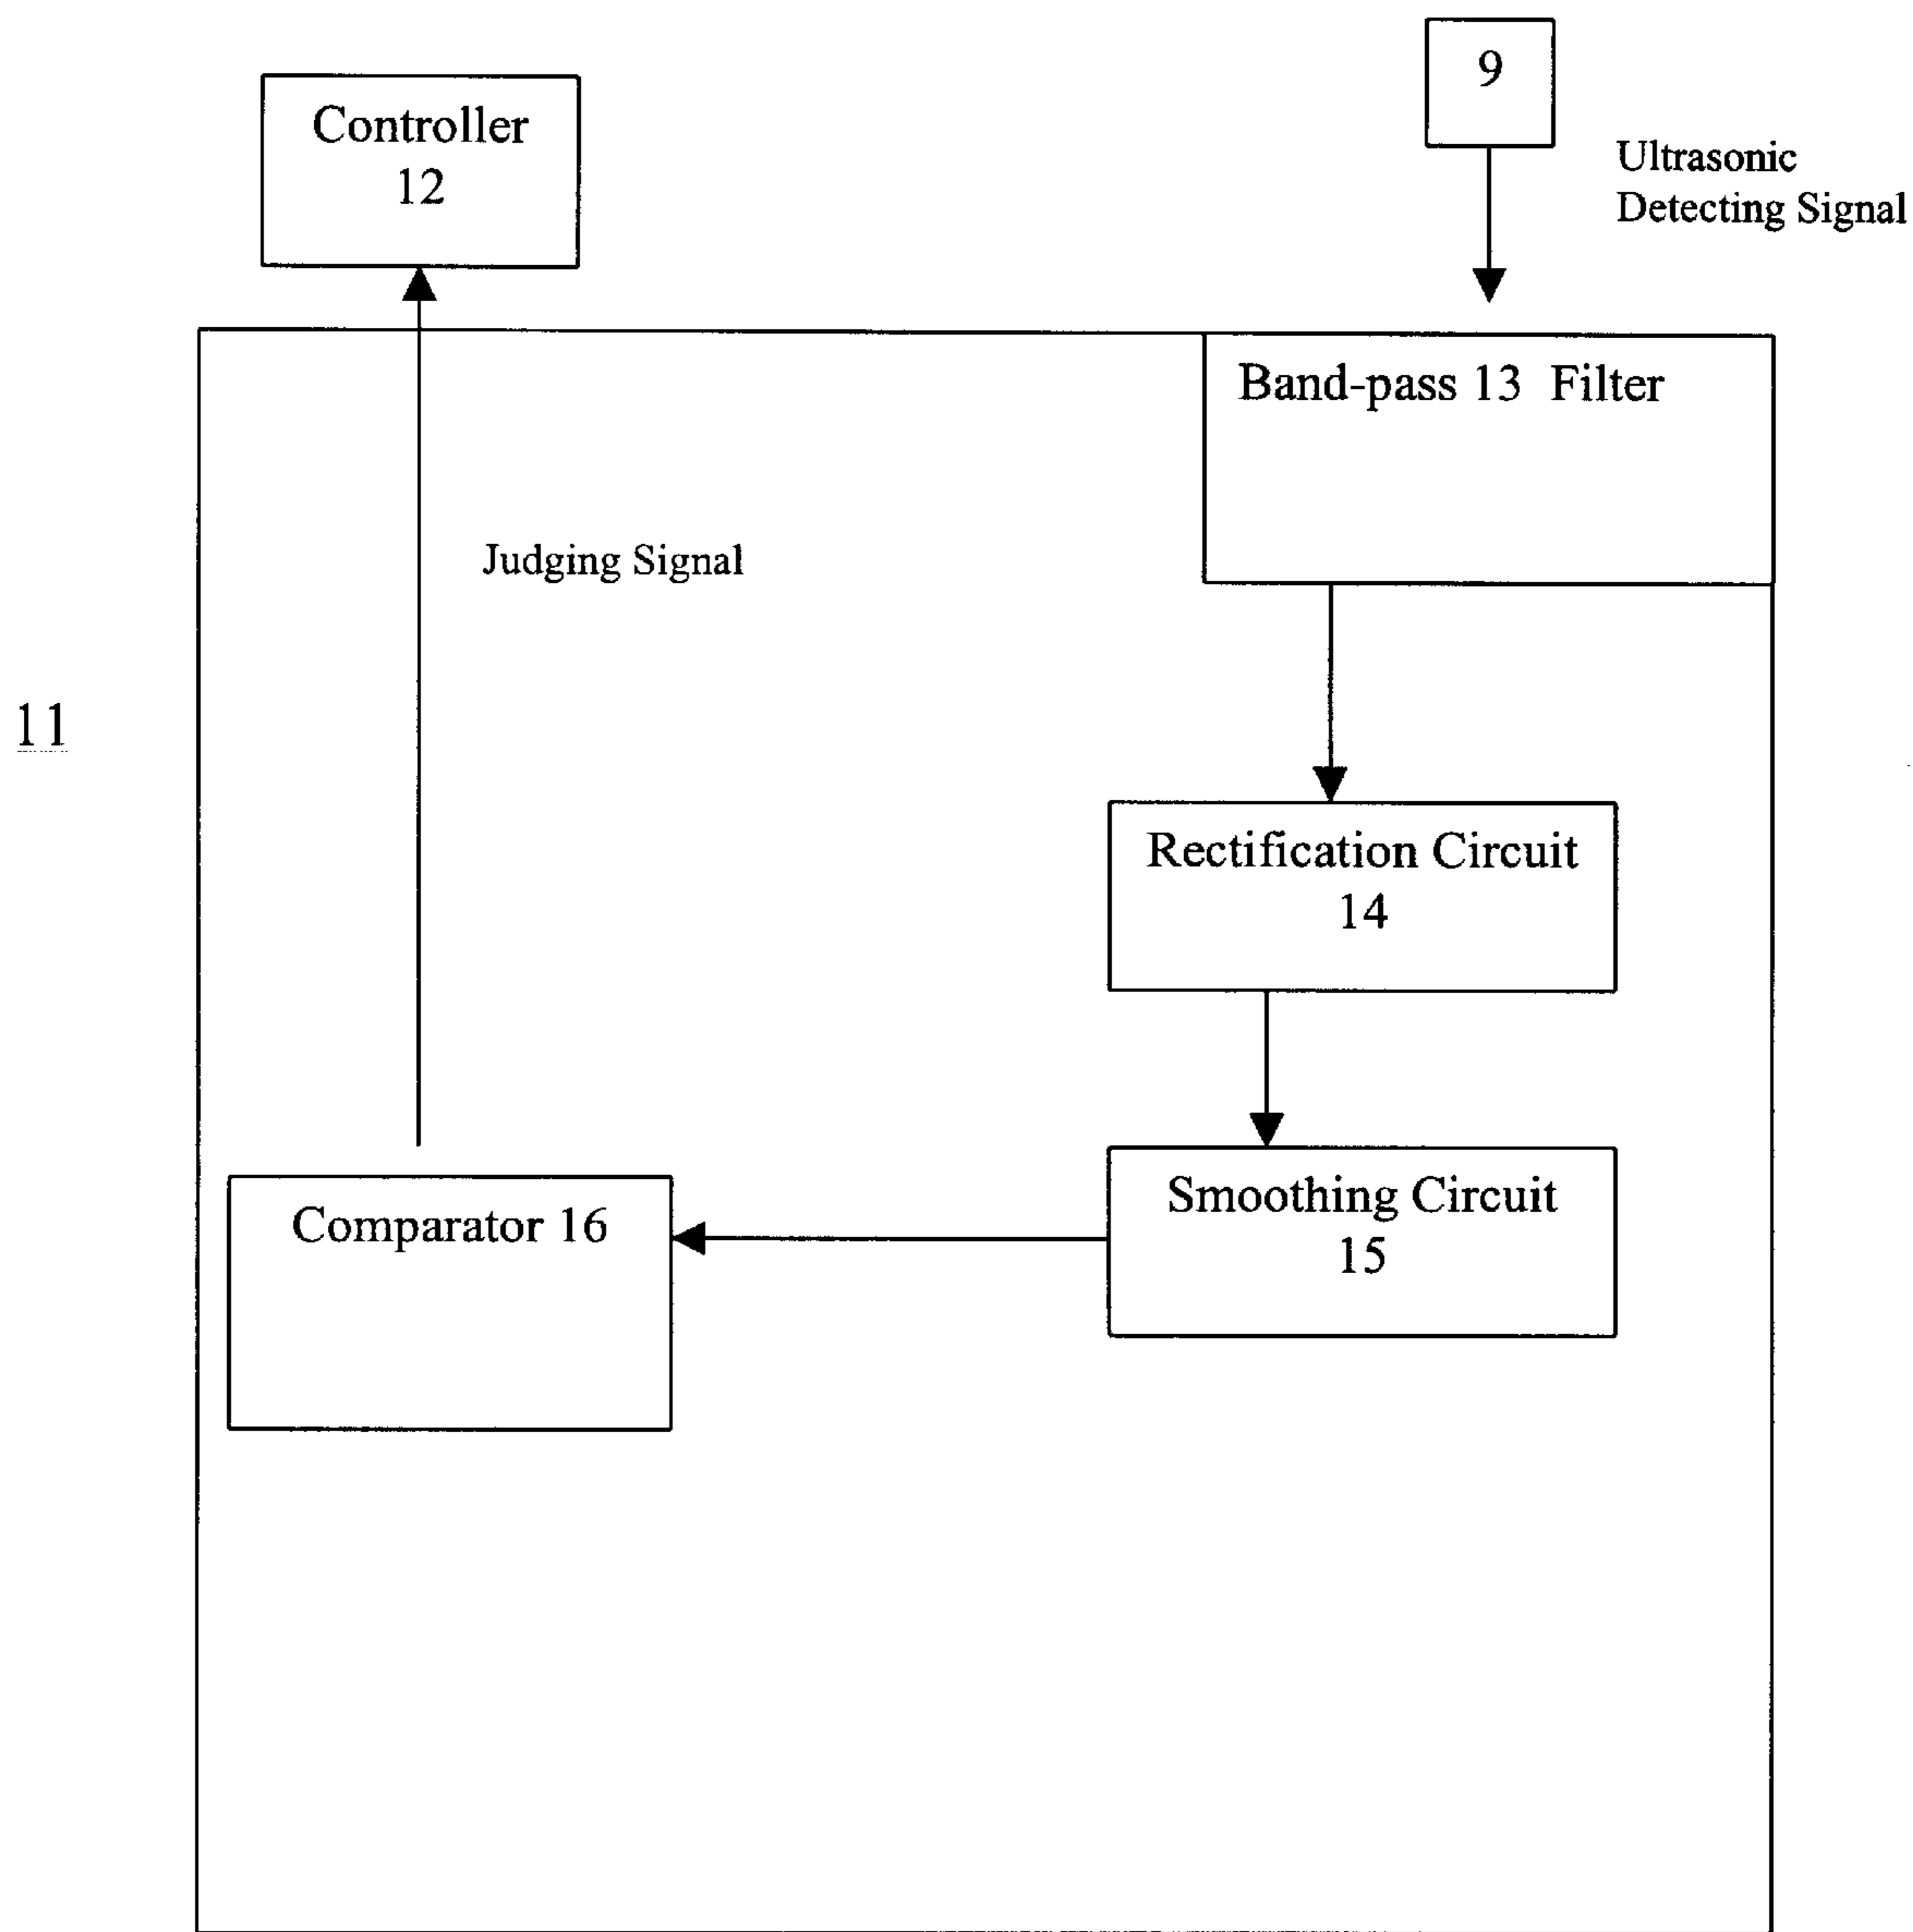 9
Controller
12
Ultrasonic
Detecting Signal
Band-pass 13 Filter
Judging Signal
11
Rectification Circuit
14
Smoothing Circuit
15
Comparator 16